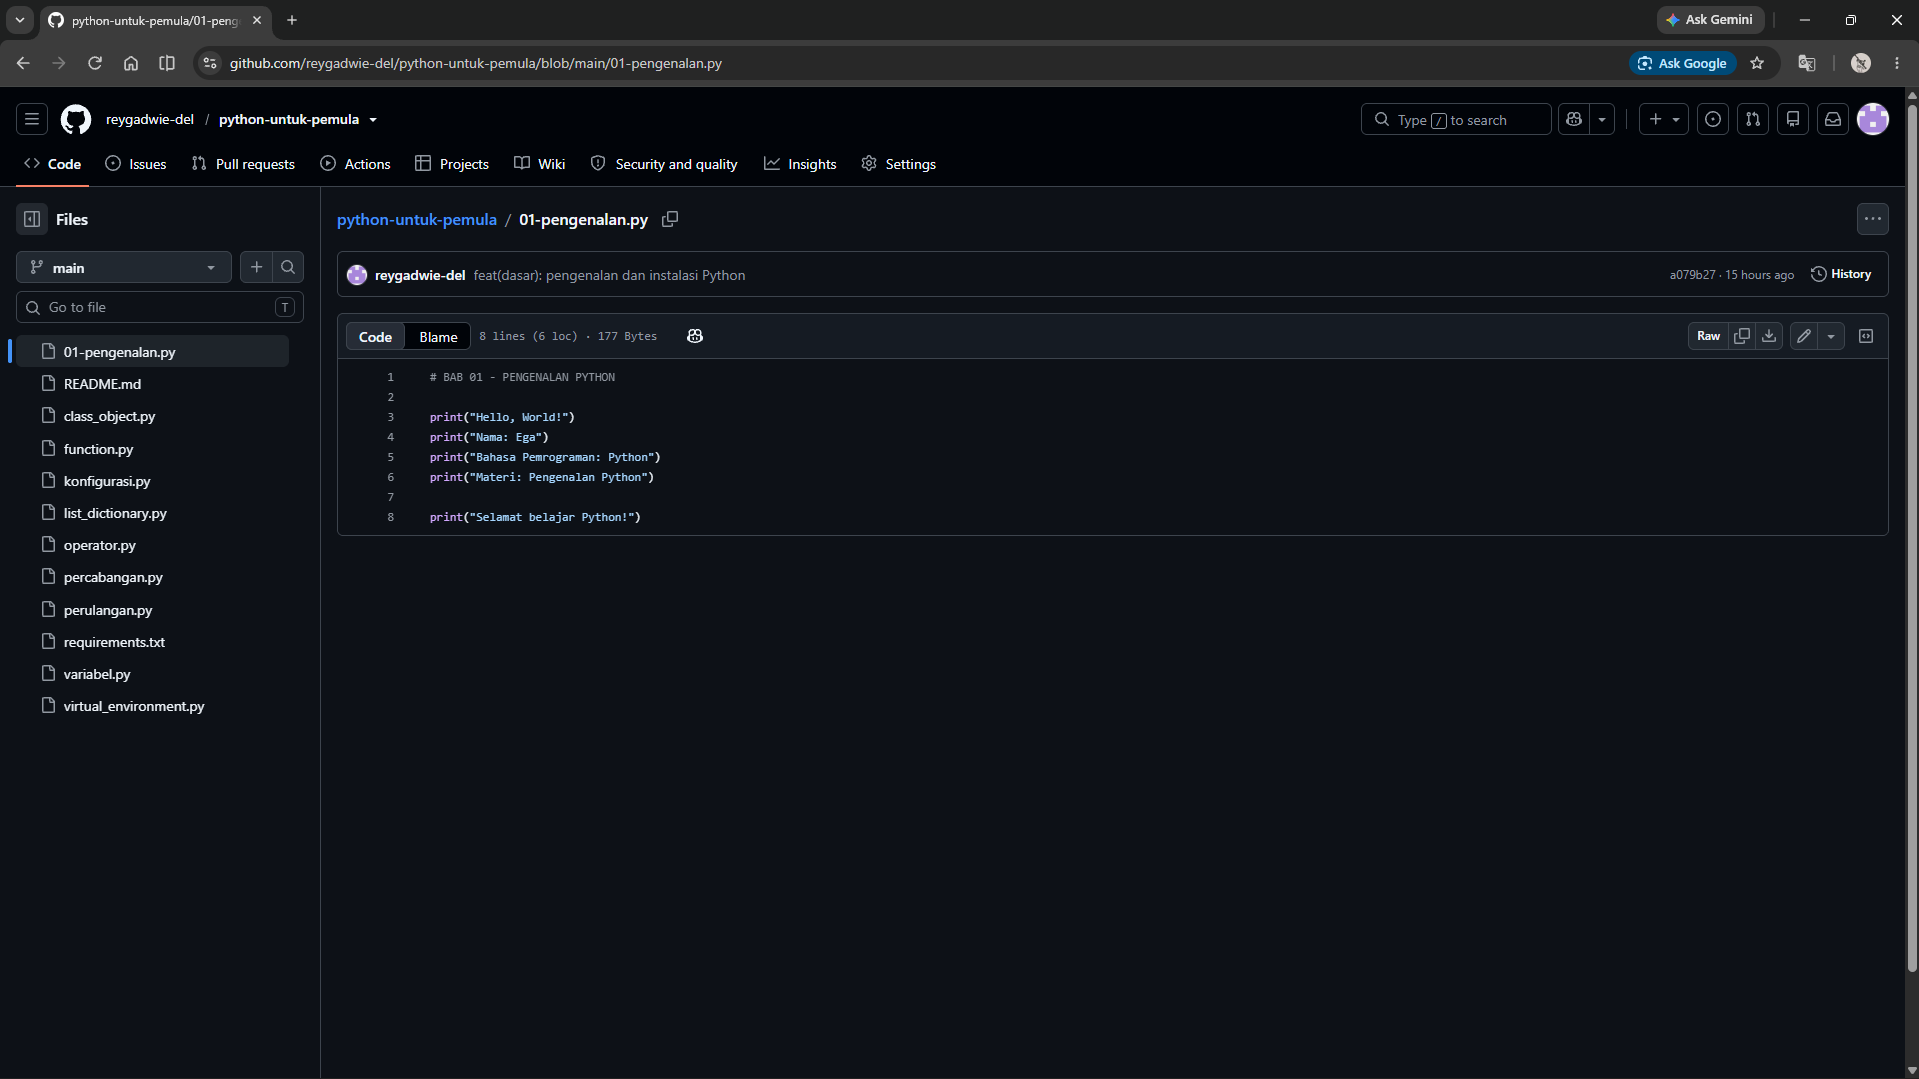 python-untuk-pemula/01-peng
Ask Gemini
github.com/reygadwie-del/python-untuk-pemula/blob/main/01-pengenalan.py
Ask Google
reygadwie-del / python-untuk-pemula
Type / to search
Code
Issues
Pull requests
Actions
Projects
Wiki
Security and quality
Insights
Settings
Files
main
Go to file
T
01-pengenalan.py
README.md
class_object.py
function.py
konfigurasi.py
list_dictionary.py
operator.py
percabangan.py
perulangan.py
requirements.txt
variabel.py
virtual_environment.py
python-untuk-pemula / 01-pengenalan.py
reygadwie-del feat(dasar): pengenalan dan instalasi Python
a079b27 · 15 hours ago
History
Code
Blame
8 lines (6 loc) · 177 Bytes
Raw
1 # BAB 01 - PENGENALAN PYTHON
2
3 print("Hello, World!")
4 print("Nama: Ega")
5 print("Bahasa Pemrograman: Python")
6 print("Materi: Pengenalan Python")
7
8 print("Selamat belajar Python!")